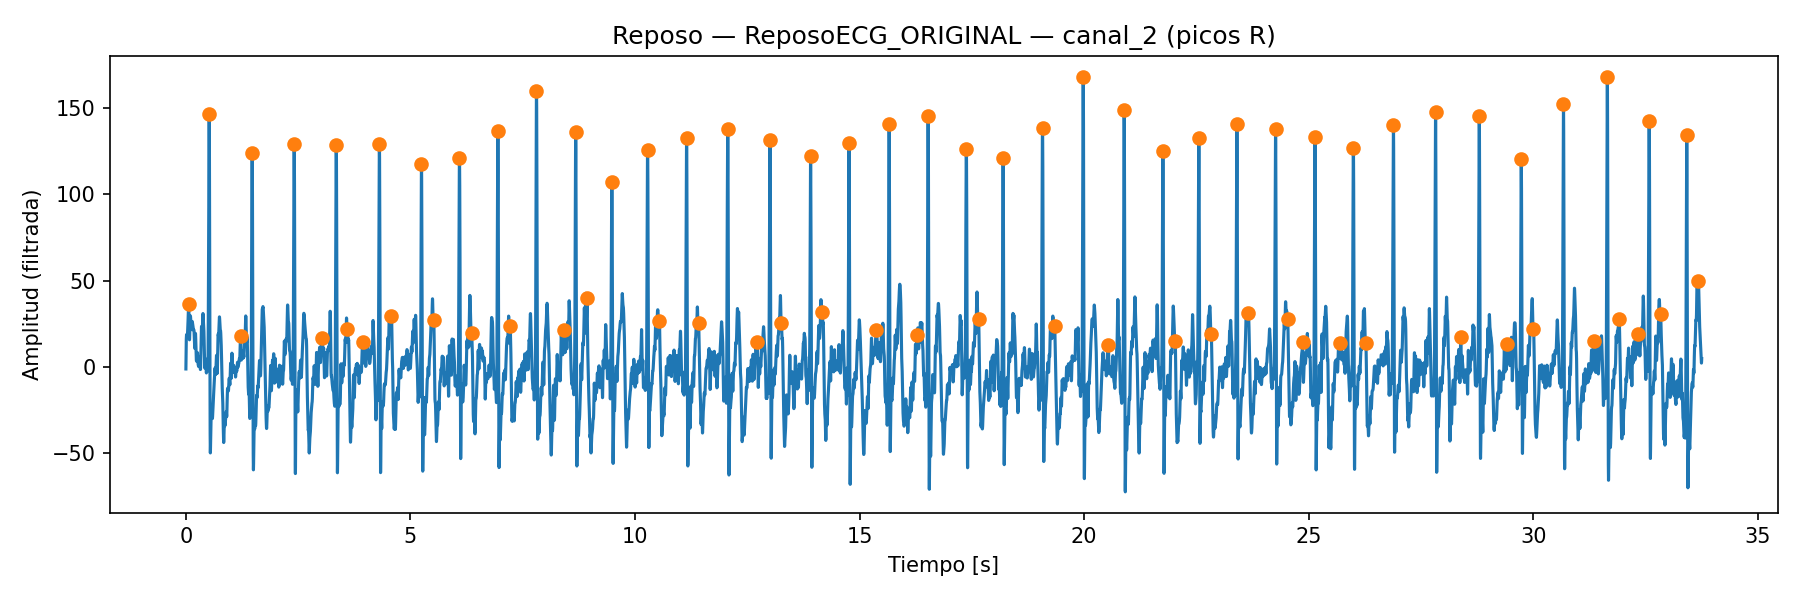 Reposo — ReposoECG_ORIGINAL — canal_2 (picos R)
Amplitud (filtrada)
150
100
50
0
−50
0 5 10 15 20 25 30 35
Tiempo [s]